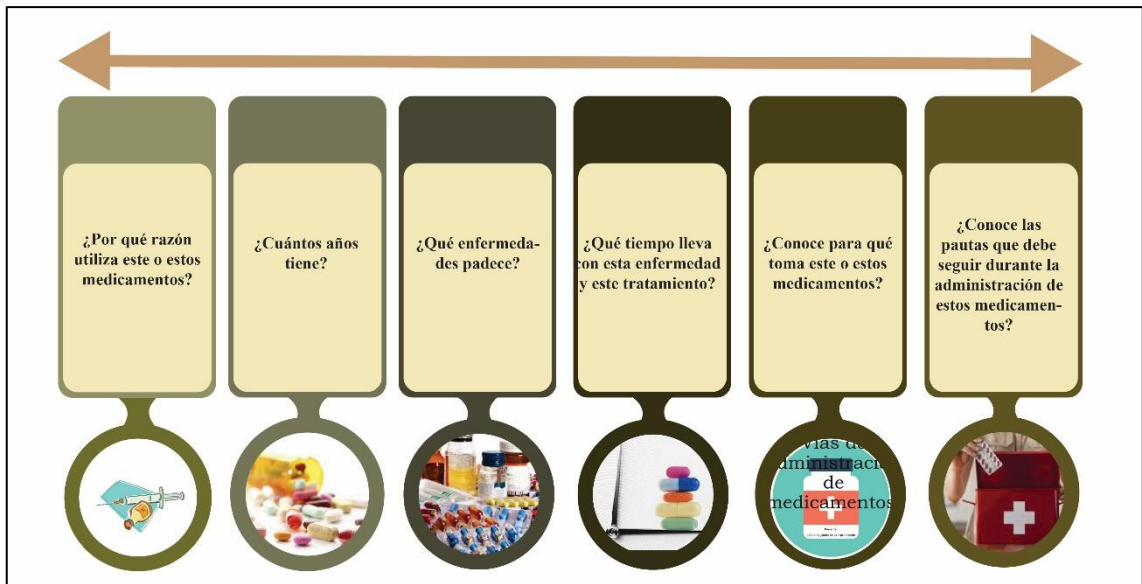 ¿Por qué razón
utiliza este o estos
medicamentos?
¿Cuántos años
tiene?
¿Qué enfermeda-
des padece?
¿Qué tiempo lleva
con esta enfermedad
y este tratamiento?
¿Conoce para qué
toma este o estos
medicamentos?
¿Conoce las
pautas que debe
seguir durante la
administración de
estos medicamen-
tos?
de
medicamentos